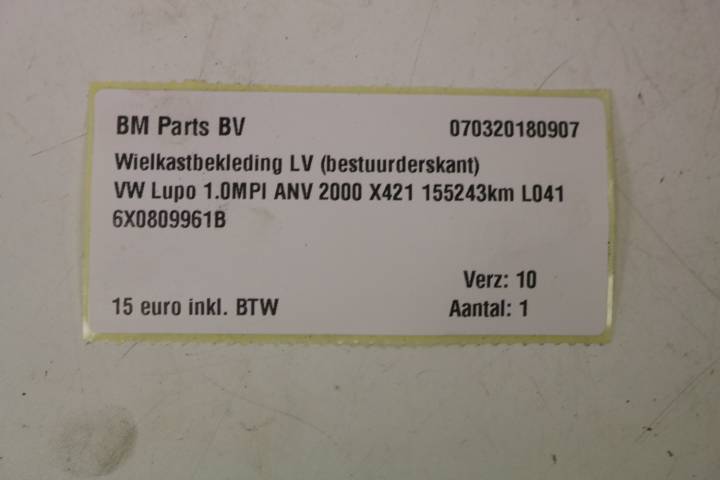 BM Parts BV 070320180907
Wielkastbekleding LV (bestuurderskant)
VW Lupo 1.0MPI ANV 2000 X421 155243km L041
6X0809961B
Verz: 10
15 euro inkl. BTW Aantal: 1